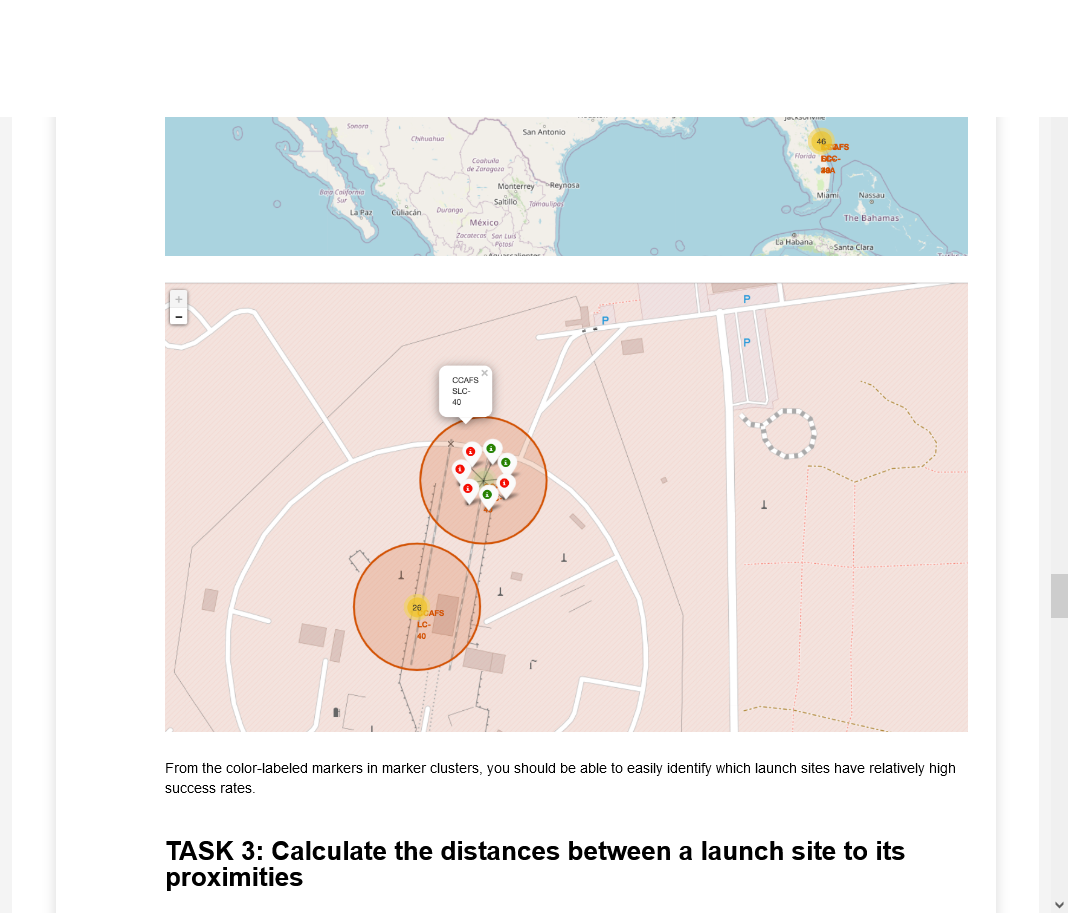 Jacksonville
Sonora
Chihuahua
San Antonio
46
Coahuila
de Zaragoza
Florida
Monterrey
Reynosa
Baja California
Sur
Saltillo
Tamaulipas
Miami
Nassau
La Paz
Culiacán
Durango
México
The Bahamas
Zacatecas
San Luis
Potosí
La Habana
Santa Clara
Aguascalientes
+
−
P
P
P
CCAFS
SLC-
40
×
26
CCAFS
LC-
40
From the color-labeled markers in marker clusters, you should be able to easily identify which launch sites have relatively high
success rates.
TASK 3: Calculate the distances between a launch site to its
proximities